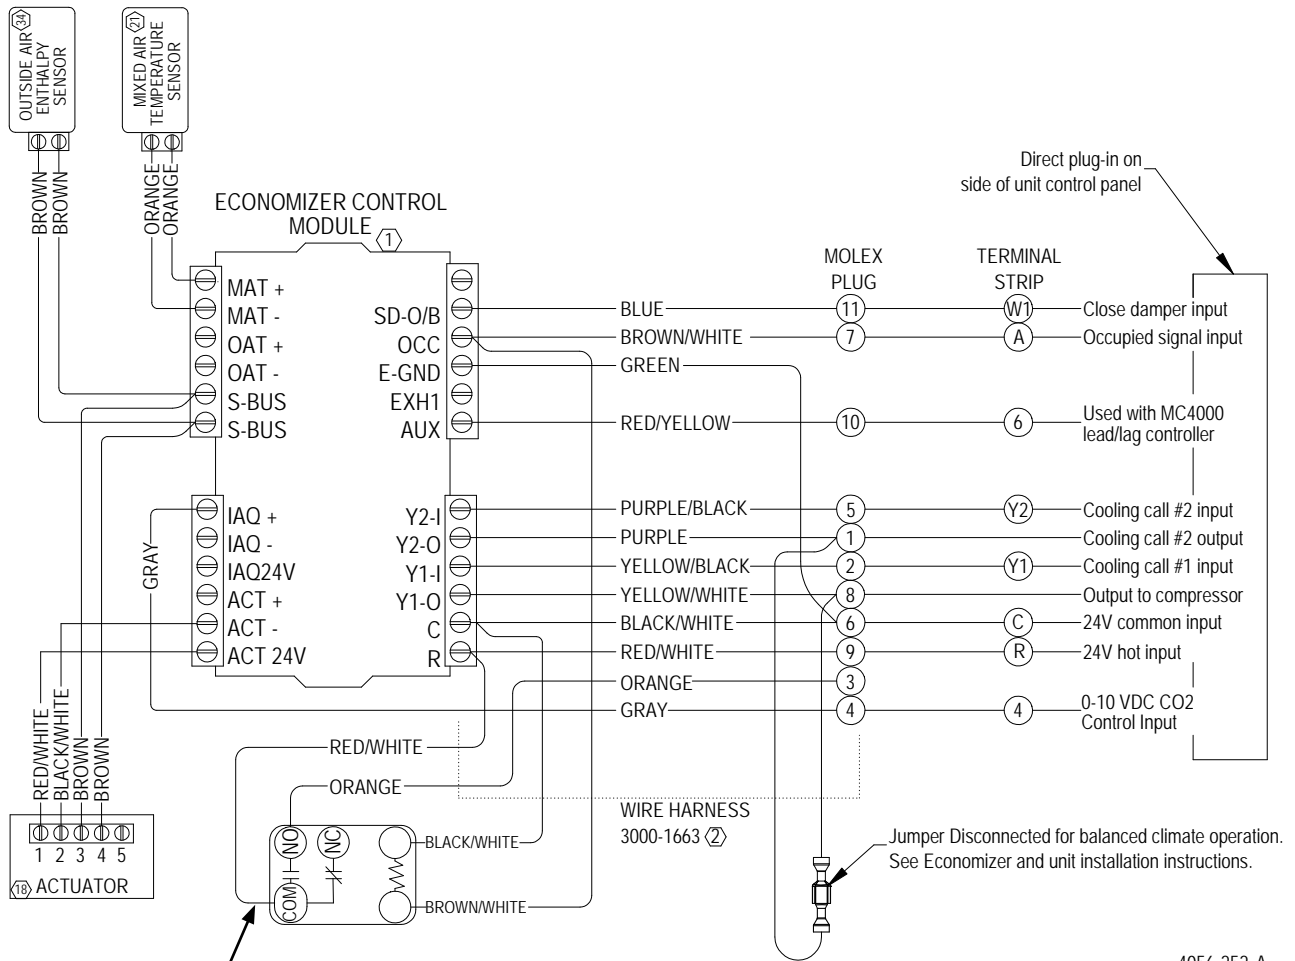 OUTSIDE AIR 34
ENTHALPY
SENSOR
MIXED AIR 21
TEMPERATURE
SENSOR
BROWN
BROWN
ORANGE
ORANGE
ECONOMIZER CONTROL
MODULE 1
MAT +
MAT -
OAT +
OAT -
S-BUS
S-BUS
SD-O/B
OCC
E-GND
EXH1
AUX
IAQ +
IAQ -
IAQ24V
ACT +
ACT -
ACT 24V
Y2-I
Y2-O
Y1-I
Y1-O
C
R
GRAY
Direct plug-in on
side of unit control panel
MOLEX
PLUG
TERMINAL
STRIP
BLUE 11 W1 Close damper input
BROWN/WHITE 7 A Occupied signal input
GREEN
RED/YELLOW 10 6 Used with MC4000
lead/lag controller
PURPLE/BLACK 5 Y2 Cooling call #2 input
PURPLE 1 Cooling call #2 output
YELLOW/BLACK 2 Y1 Cooling call #1 input
YELLOW/WHITE 8 Output to compressor
BLACK/WHITE 6 C 24V common input
RED/WHITE 9 R 24V hot input
ORANGE 3
GRAY 4 4 0-10 VDC CO2
Control Input
RED/WHITE
BLACK/WHITE
BROWN
BROWN
1 2 3 4 5
18 ACTUATOR
RED/WHITE
ORANGE
NO
NC
COM
BLACK/WHITE
BROWN/WHITE
WIRE HARNESS
3000-1663 2
Jumper Disconnected for balanced climate operation.
See Economizer and unit installation instructions.